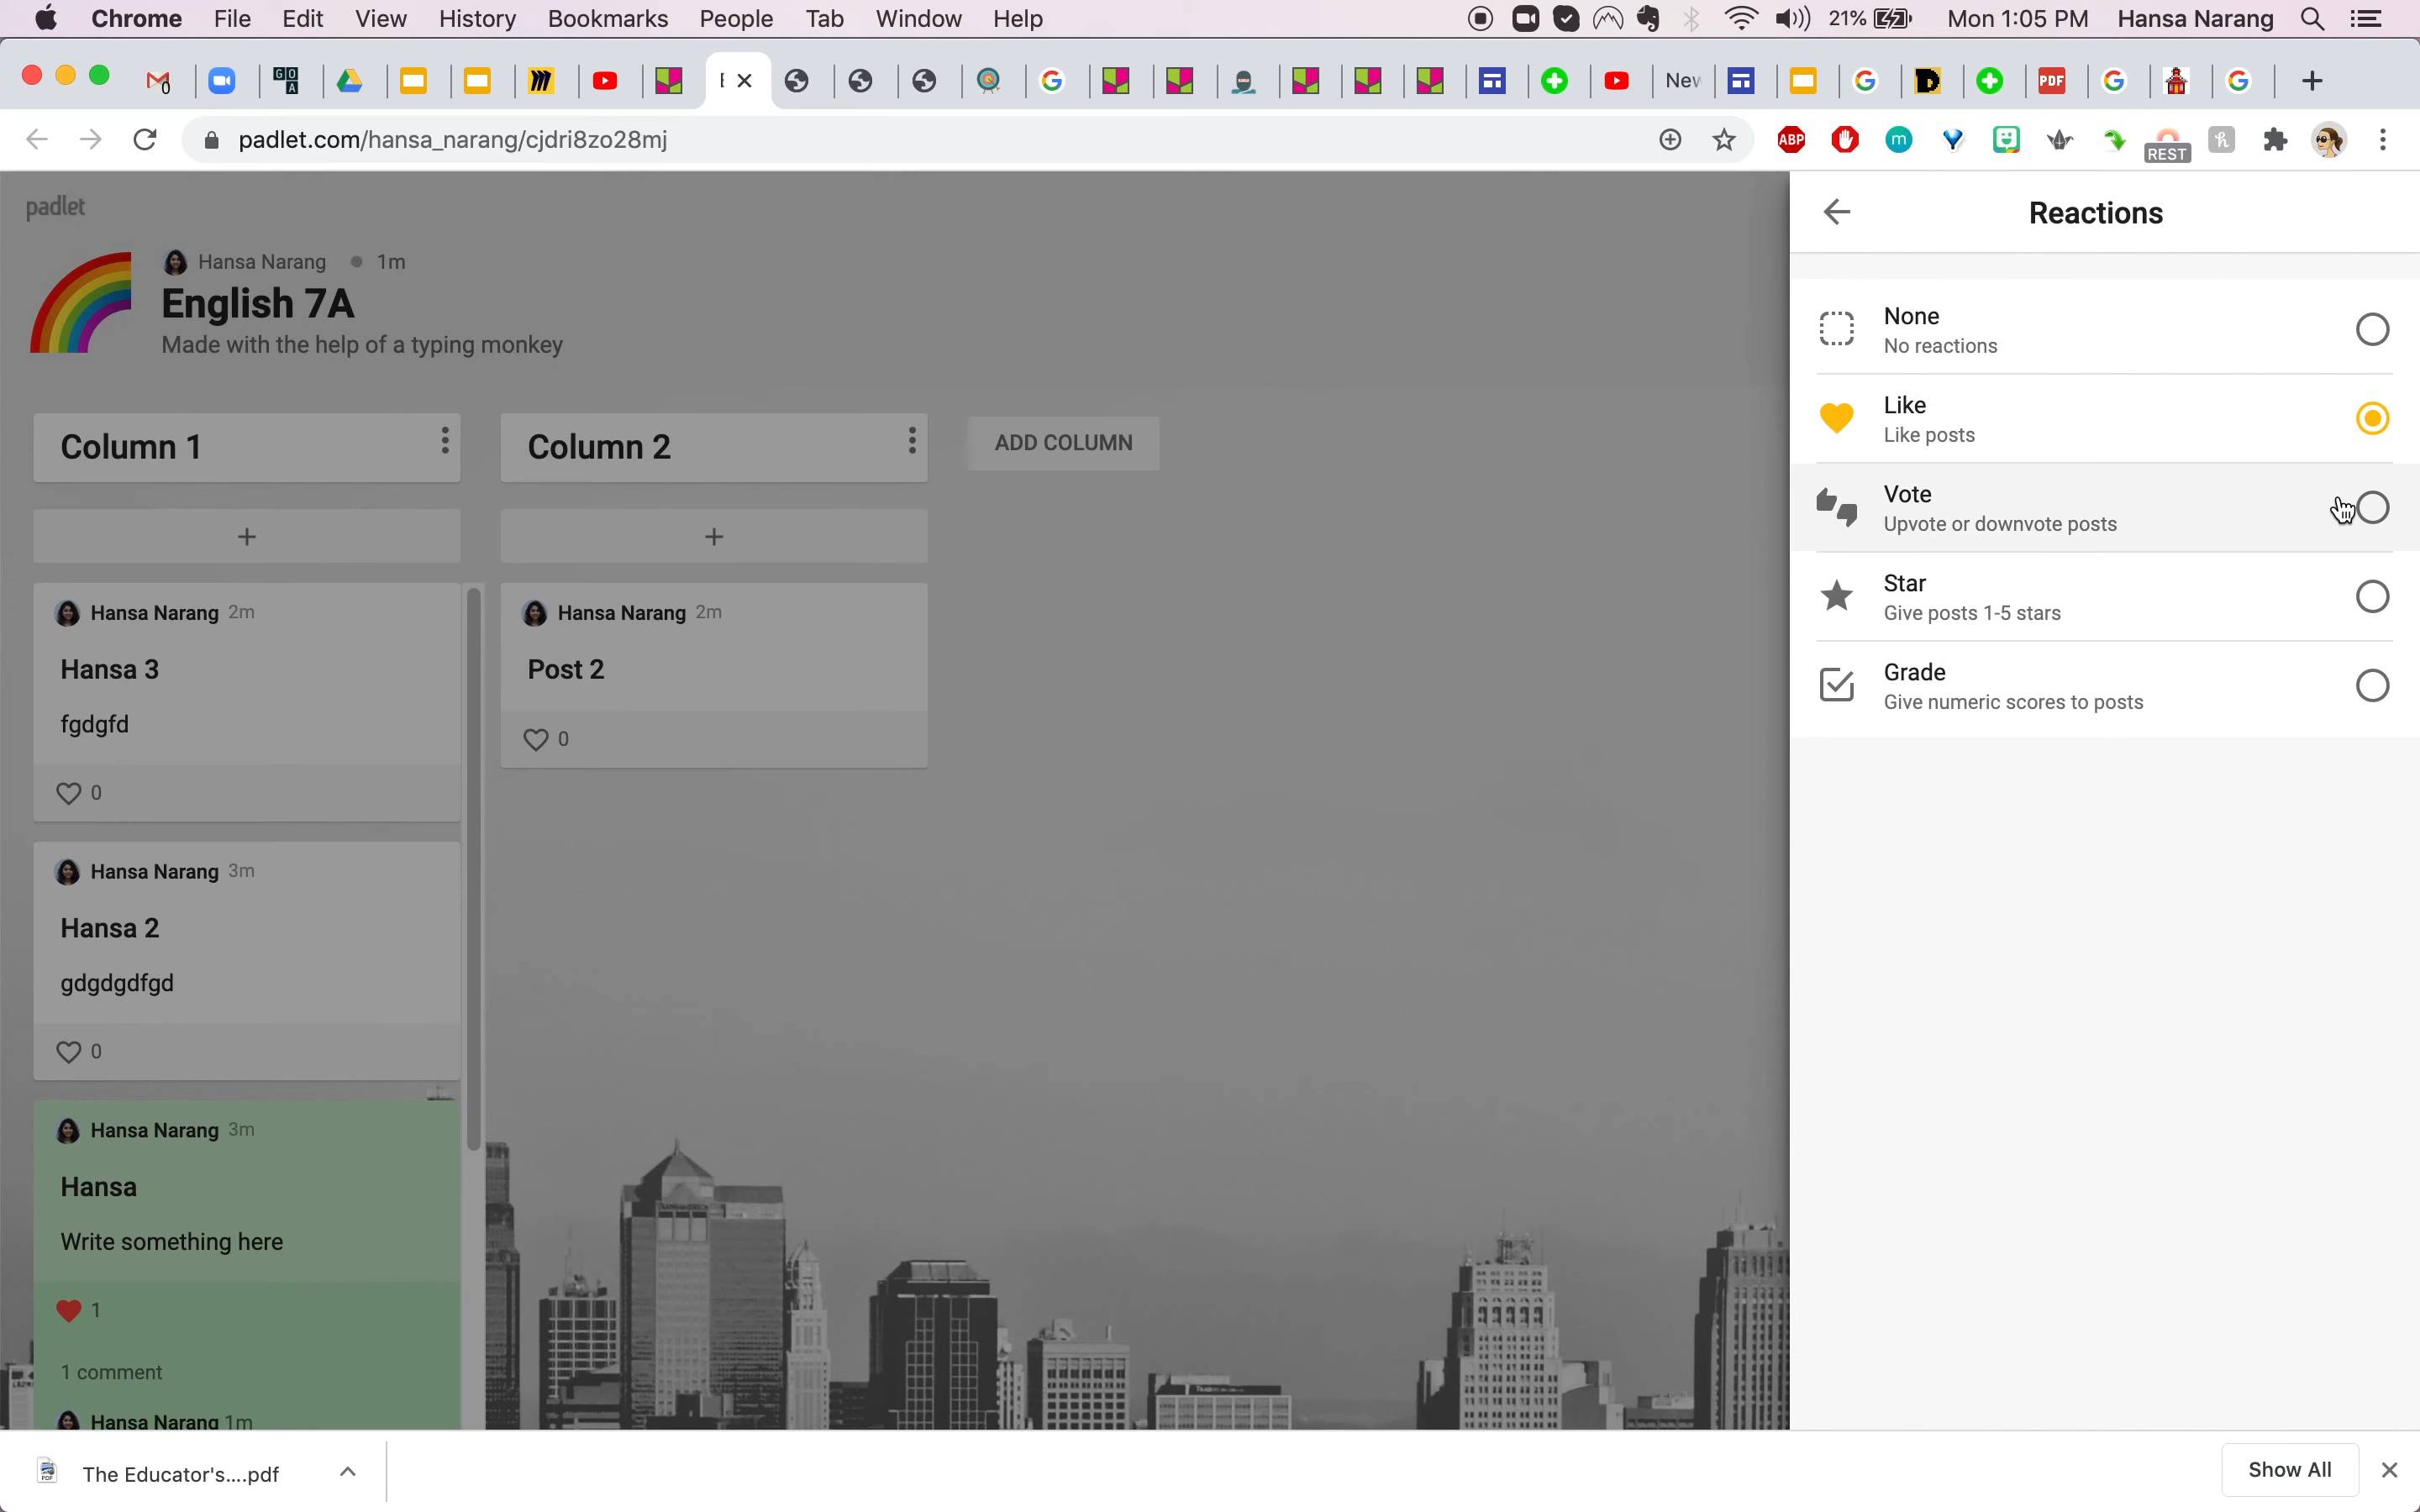 Chrome File Edit View History Bookmarks People Tab Window Help 21% Mon 1:05 PM Hansa Narang
GOA New PDF
padlet.com/hansa_narang/cjdri8zo28mj
ABP REST
padlet
Hansa Narang 1m
English 7A
Made with the help of a typing monkey
Column 1
+
Hansa Narang 2m
Hansa 3
fgdgfd
0
Hansa Narang 3m
Hansa 2
gdgdgdfgd
0
Hansa Narang 3m
Hansa
Write something here
1
1 comment
Hansa Narang 1m
Column 2
+
Hansa Narang 2m
Post 2
0
ADD COLUMN
Reactions
None
No reactions
Like
Like posts
Vote
Upvote or downvote posts
Star
Give posts 1-5 stars
Grade
Give numeric scores to posts
The Educator's....pdf
Show All